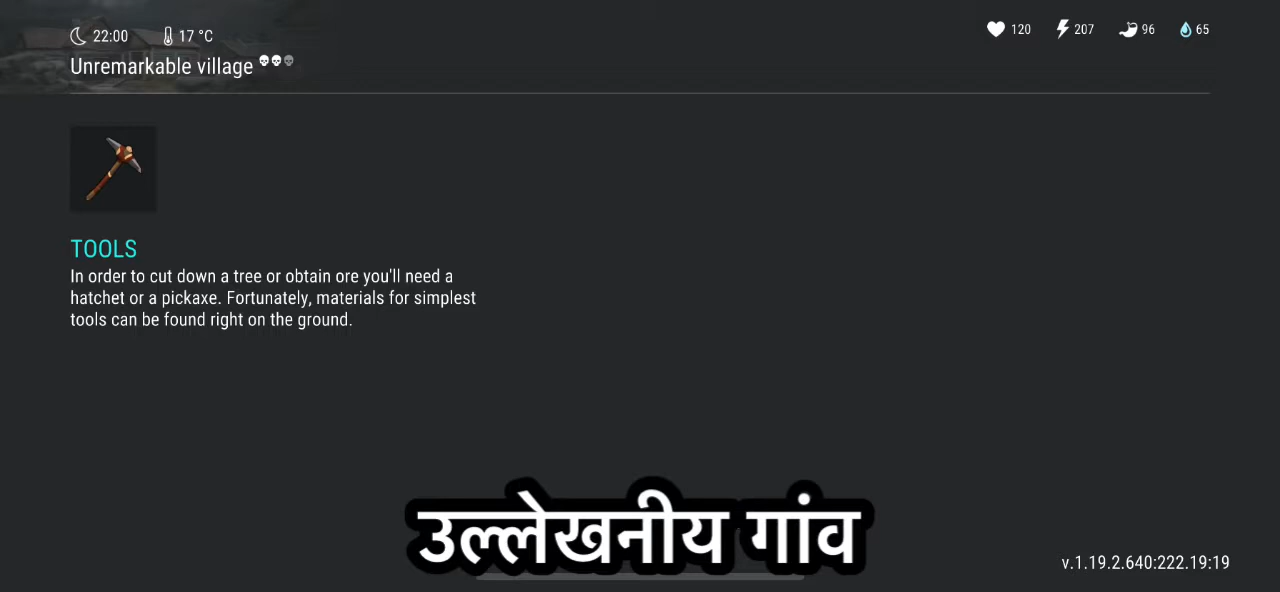 22:00 17 °C 120 207 96 65
Unremarkable village
TOOLS
In order to cut down a tree or obtain ore you'll need a
hatchet or a pickaxe. Fortunately, materials for simplest
tools can be found right on the ground.
उल्लेखनीय गांव
v.1.19.2.640:222.19:19